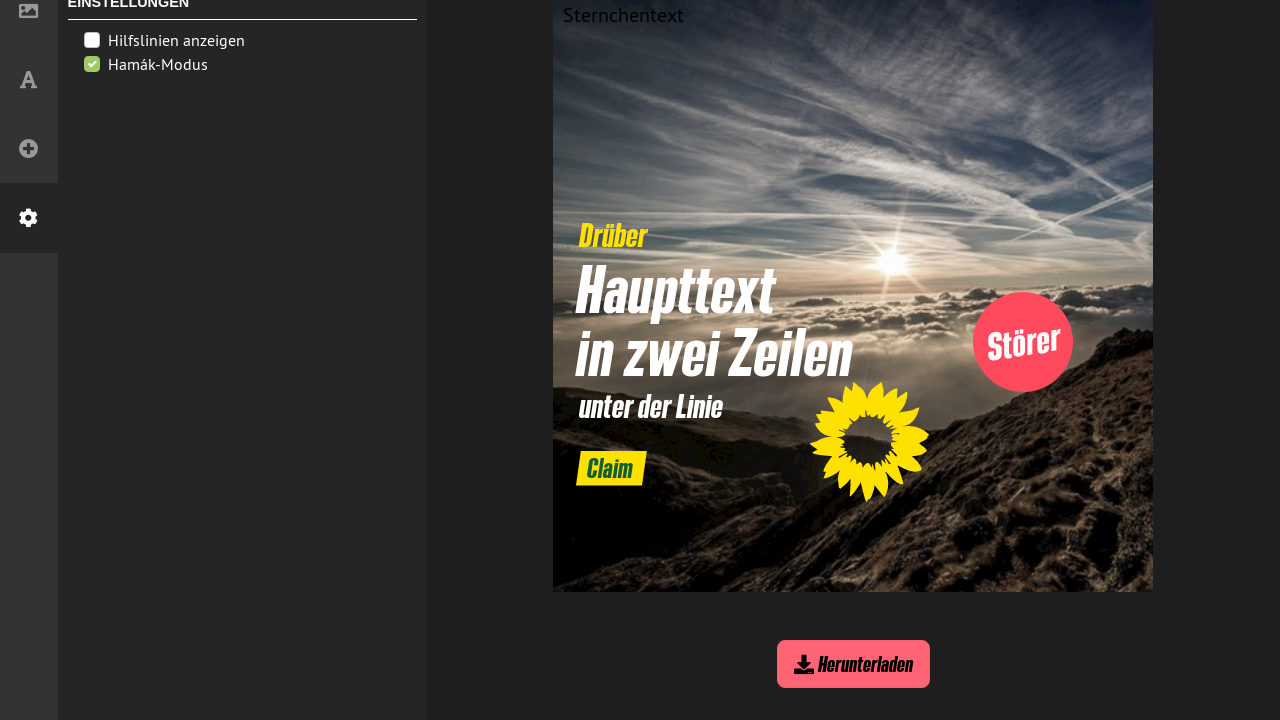 EINSTELLUNGEN
Hilfslinien anzeigen
Hamák-Modus
Sternchentext
Drüber
Haupttext
in zwei Zeilen
unter der Linie
Claim
Störer
Herunterladen